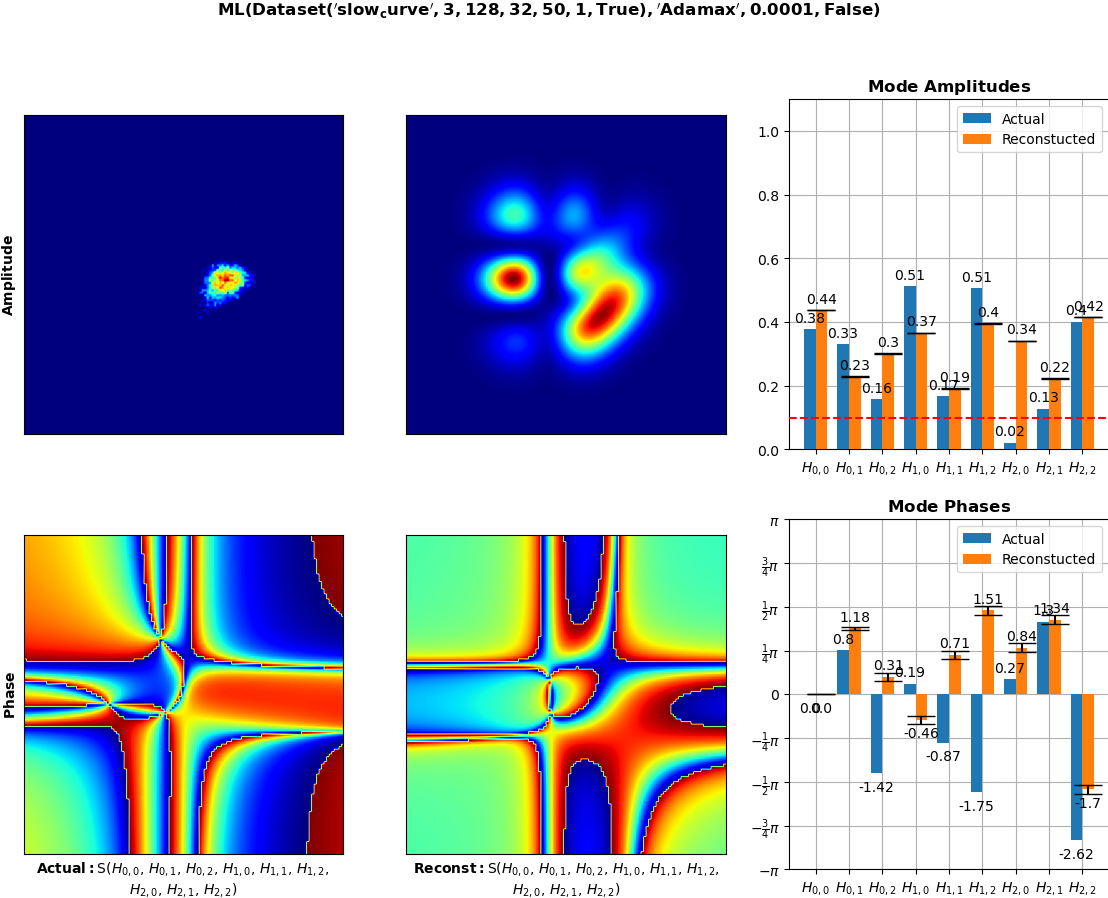 ML(Dataset('slow_curve', 3, 128, 32, 50, 1, True), 'Adamax', 0.0001, False)
Amplitude
Mode Amplitudes
Actual
Reconstucted
1.0
0.8
0.6
0.4
0.2
0.0
0.38 0.44 0.33 0.23 0.16 0.3 0.51 0.37 0.17 0.19 0.51 0.4 0.02 0.34 0.13 0.22 0.4 0.42
H0,0 H0,1 H0,2 H1,0 H1,1 H1,2 H2,0 H2,1 H2,2
Phase
Actual: S(H0,0, H0,1, H0,2, H1,0, H1,1, H1,2,
H2,0, H2,1, H2,2)
Reconst: S(H0,0, H0,1, H0,2, H1,0, H1,1, H1,2,
H2,0, H2,1, H2,2)
Mode Phases
Actual
Reconstucted
π
3/4π
1/2π
1/4π
0
−1/4π
−1/2π
−3/4π
−π
0.0 0.0 0.8 1.18 -1.42 0.31 0.19 -0.46 -0.87 0.71 -1.75 1.51 0.27 0.84 1.3 1.34 -2.62 -1.7
H0,0 H0,1 H0,2 H1,0 H1,1 H1,2 H2,0 H2,1 H2,2